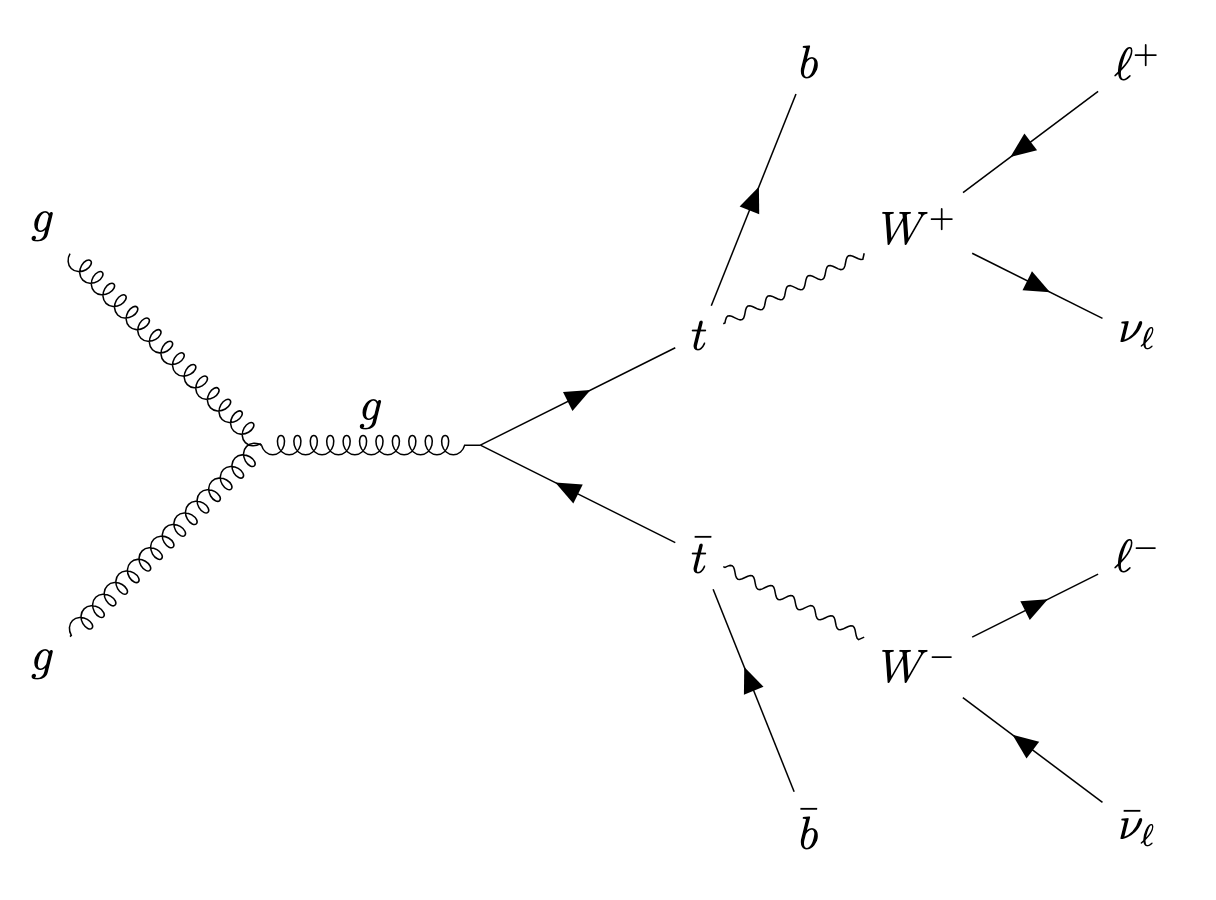 b
ℓ⁺
g
W⁺
t
ν_ℓ
g
t̄
ℓ⁻
g
W⁻
b̄
ν̄_ℓ